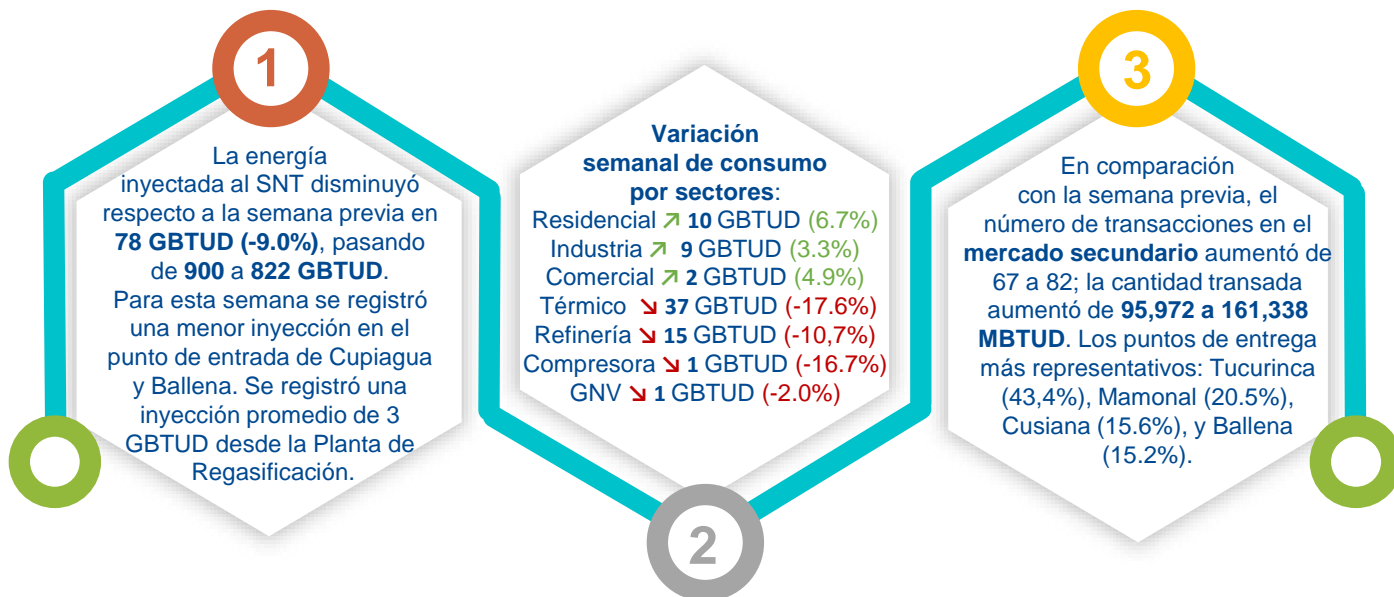 1
La energía
inyectada al SNT disminuyó
respecto a la semana previa en
78 GBTUD (-9.0%), pasando
de 900 a 822 GBTUD.
Para esta semana se registró
una menor inyección en el
punto de entrada de Cupiagua
y Ballena. Se registró una
inyección promedio de 3
GBTUD desde la Planta de
Regasificación.
Variación
semanal de consumo
por sectores:
Residencial ↗ 10 GBTUD (6.7%)
Industria ↗ 9 GBTUD (3.3%)
Comercial ↗ 2 GBTUD (4.9%)
Térmico ↘ 37 GBTUD (-17.6%)
Refinería ↘ 15 GBTUD (-10,7%)
Compresora ↘ 1 GBTUD (-16.7%)
GNV ↘ 1 GBTUD (-2.0%)
2
3
En comparación
con la semana previa, el
número de transacciones en el
mercado secundario aumentó de
67 a 82; la cantidad transada
aumentó de 95,972 a 161,338
MBTUD. Los puntos de entrega
más representativos: Tucurinca
(43,4%), Mamonal (20.5%),
Cusiana (15.6%), y Ballena
(15.2%).